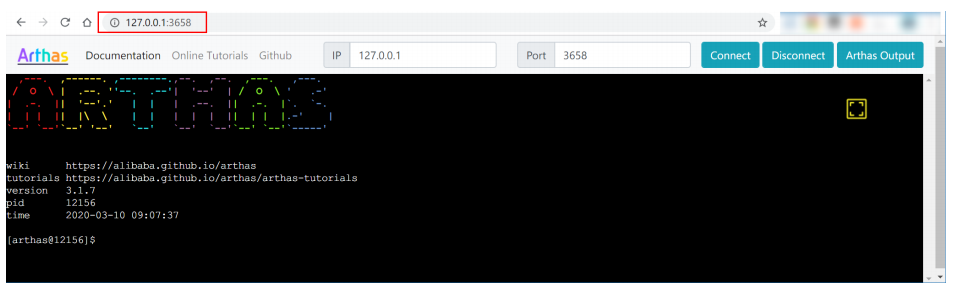 127.0.0.1:3658
Arthas Documentation Online Tutorials Github IP 127.0.0.1 Port 3658 Connect Disconnect Arthas Output
ARTHAS
wiki https://alibaba.github.io/arthas
tutorials https://alibaba.github.io/arthas/arthas-tutorials
version 3.1.7
pid 12156
time 2020-03-10 09:07:37
[arthas@12156]$